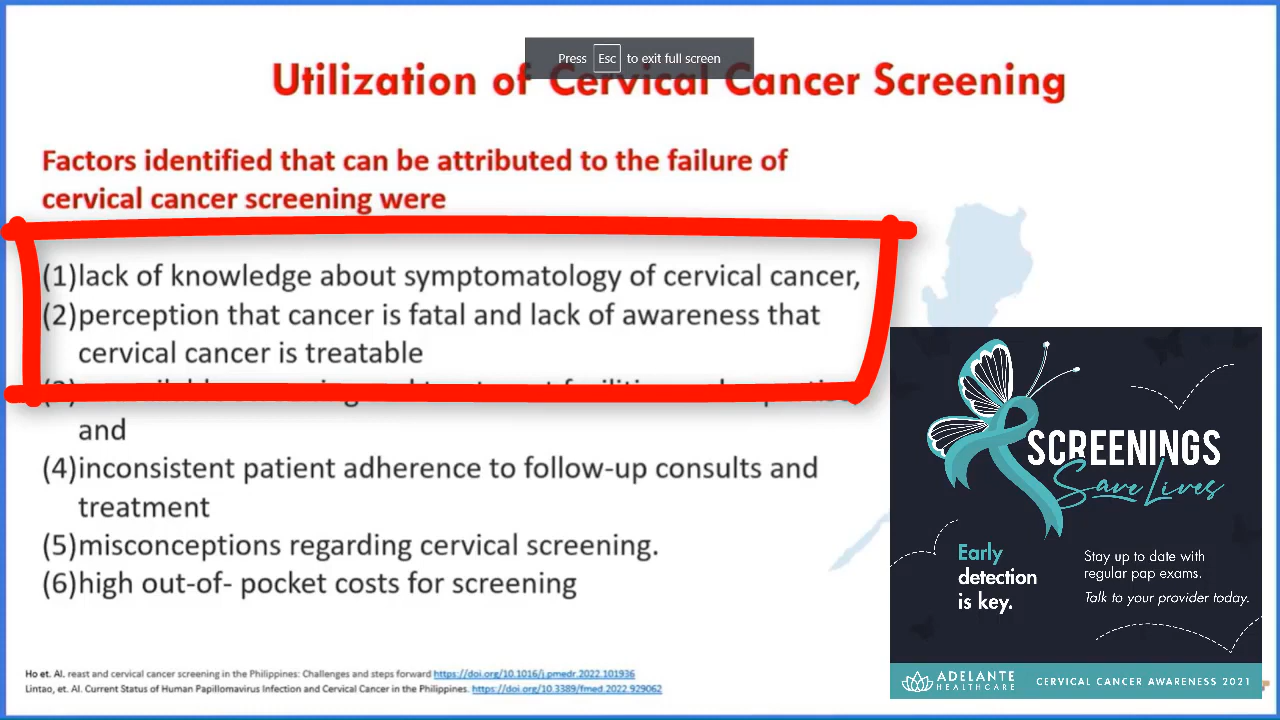 Press Esc to exit full screen
Utilization of Cervical Cancer Screening
Factors identified that can be attributed to the failure of
cervical cancer screening were
(1)lack of knowledge about symptomatology of cervical cancer,
(2)perception that cancer is fatal and lack of awareness that
cervical cancer is treatable
and
(4)inconsistent patient adherence to follow-up consults and
treatment
(5)misconceptions regarding cervical screening.
(6)high out-of- pocket costs for screening
Ho et. Al. reast and cervical cancer screening in the Philippines: Challenges and steps forward https://doi.org/10.1016/j.pmedr.2022.101936
Lintao, et. Al. Current Status of Human Papillomavirus Infection and Cervical Cancer in the Philippines. https://doi.org/10.3389/fmed.2022.929062
SCREENINGS
Save Lives
Early
detection
is key.
Stay up to date with
regular pap exams.
Talk to your provider today.
ADELANTE
HEALTHCARE
CERVICAL CANCER AWARENESS 2021